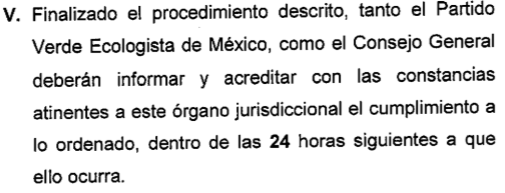 V. Finalizado el procedimiento descrito, tanto el Partido
Verde Ecologista de México, como el Consejo General
deberán informar y acreditar con las constancias
atinentes a este órgano jurisdiccional el cumplimiento a
lo ordenado, dentro de las 24 horas siguientes a que
ello ocurra.